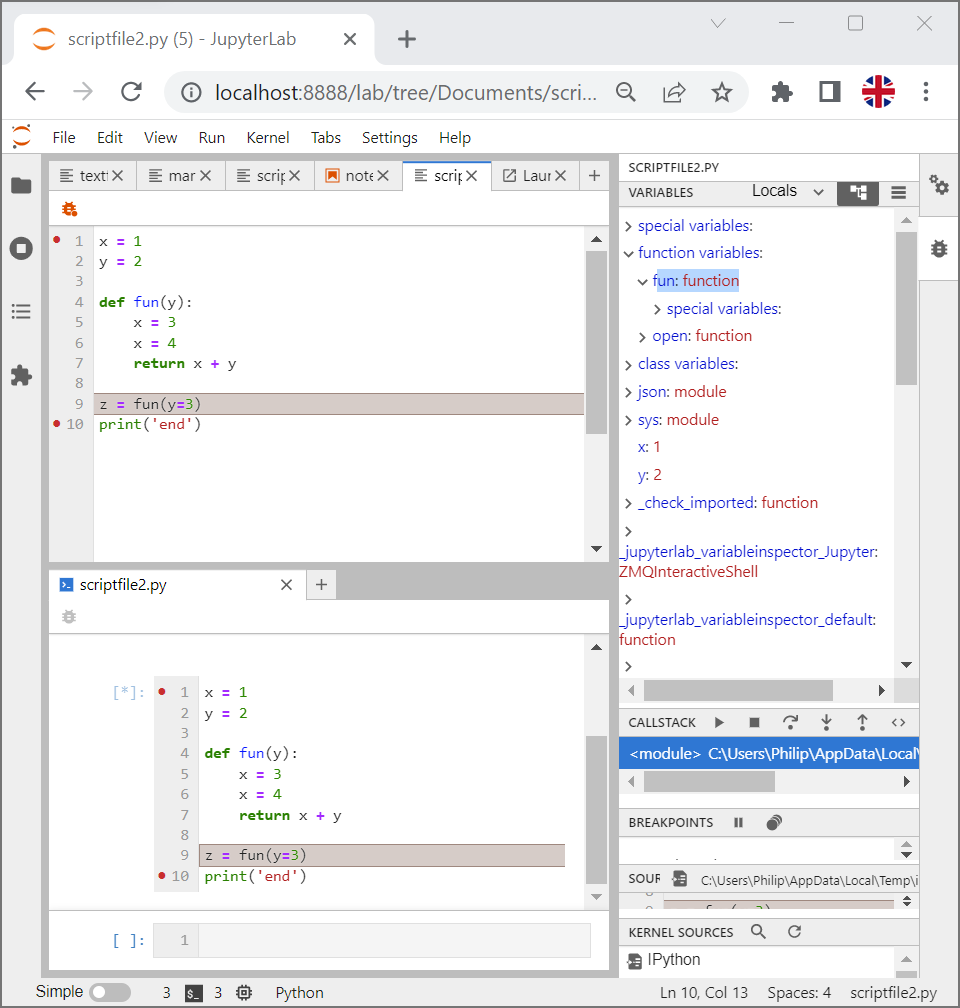 scriptfile2.py (5) - JupyterLab
localhost:8888/lab/tree/Documents/scri...
File Edit View Run Kernel Tabs Settings Help
text mar scrip note scrip Laun
1 x = 1
2 y = 2
3
4 def fun(y):
5 x = 3
6 x = 4
7 return x + y
8
9 z = fun(y=3)
10 print('end')
scriptfile2.py
[*]: 1 x = 1
2 y = 2
3
4 def fun(y):
5 x = 3
6 x = 4
7 return x + y
8
9 z = fun(y=3)
10 print('end')
[ ]: 1
SCRIPTFILE2.PY
VARIABLES Locals
special variables:
function variables:
fun: function
special variables:
open: function
class variables:
json: module
sys: module
x: 1
y: 2
_check_imported: function
_jupyterlab_variableinspector_Jupyter:
ZMQInteractiveShell
_jupyterlab_variableinspector_default:
function
CALLSTACK
<module> C:\Users\Philip\AppData\Local\
BREAKPOINTS
SOUR C:\Users\Philip\AppData\Local\Temp\i
KERNEL SOURCES
IPython
Simple 3 $_ 3 Python Ln 10, Col 13 Spaces: 4 scriptfile2.py